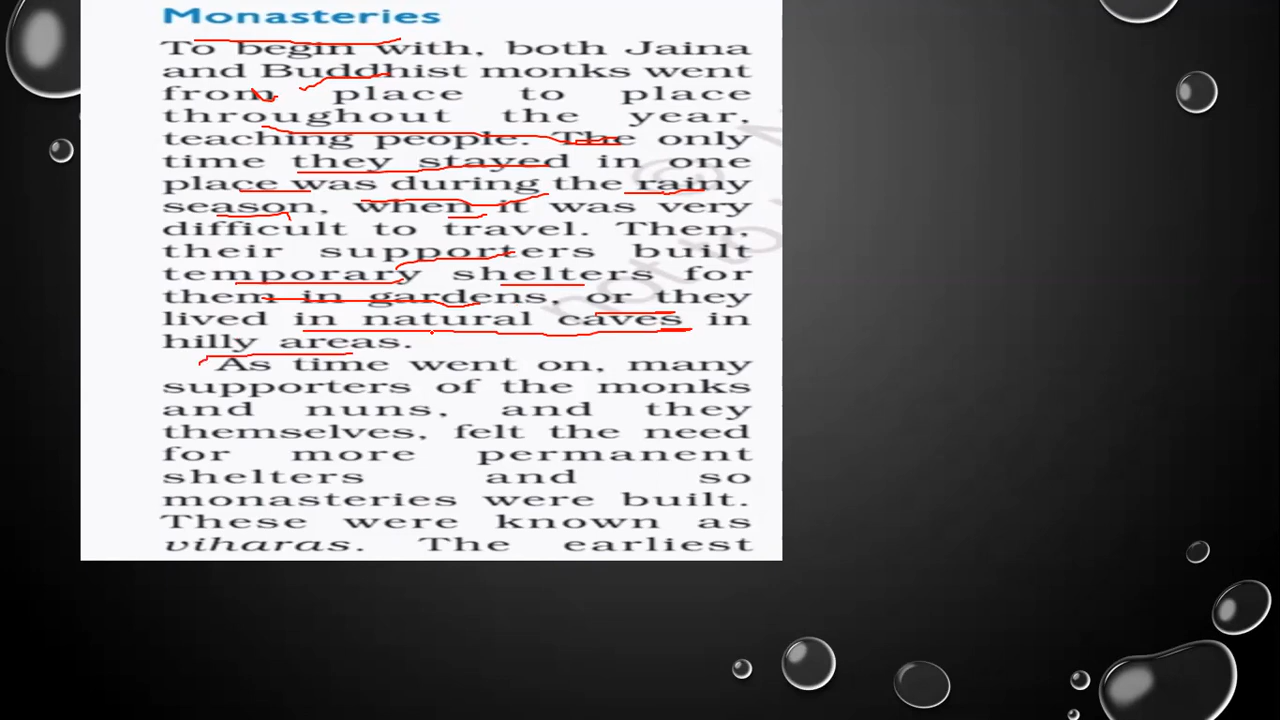 Monasteries
To begin with, both Jaina
and Buddhist monks went
from place to place
throughout the year,
teaching people. The only
time they stayed in one
place was during the rainy
season, when it was very
difficult to travel. Then,
their supporters built
temporary shelters for
them in gardens, or they
lived in natural caves in
hilly areas.
As time went on, many
supporters of the monks
and nuns, and they
themselves, felt the need
for more permanent
shelters and so
monasteries were built.
These were known as
viharas. The earliest
not to